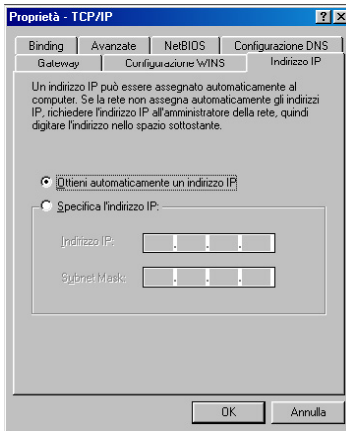 Proprietà - TCP/IP
Binding Avanzate NetBIOS Configurazione DNS
Gateway Configurazione WINS Indirizzo IP
Un indirizzo IP può essere assegnato automaticamente al
computer. Se la rete non assegna automaticamente gli indirizzi
IP, richiedere l'indirizzo IP all'amministratore della rete, quindi
digitare l'indirizzo nello spazio sottostante.
Ottieni automaticamente un indirizzo IP
Specifica l'indirizzo IP:
Indirizzo IP:
Subnet Mask:
OK Annulla